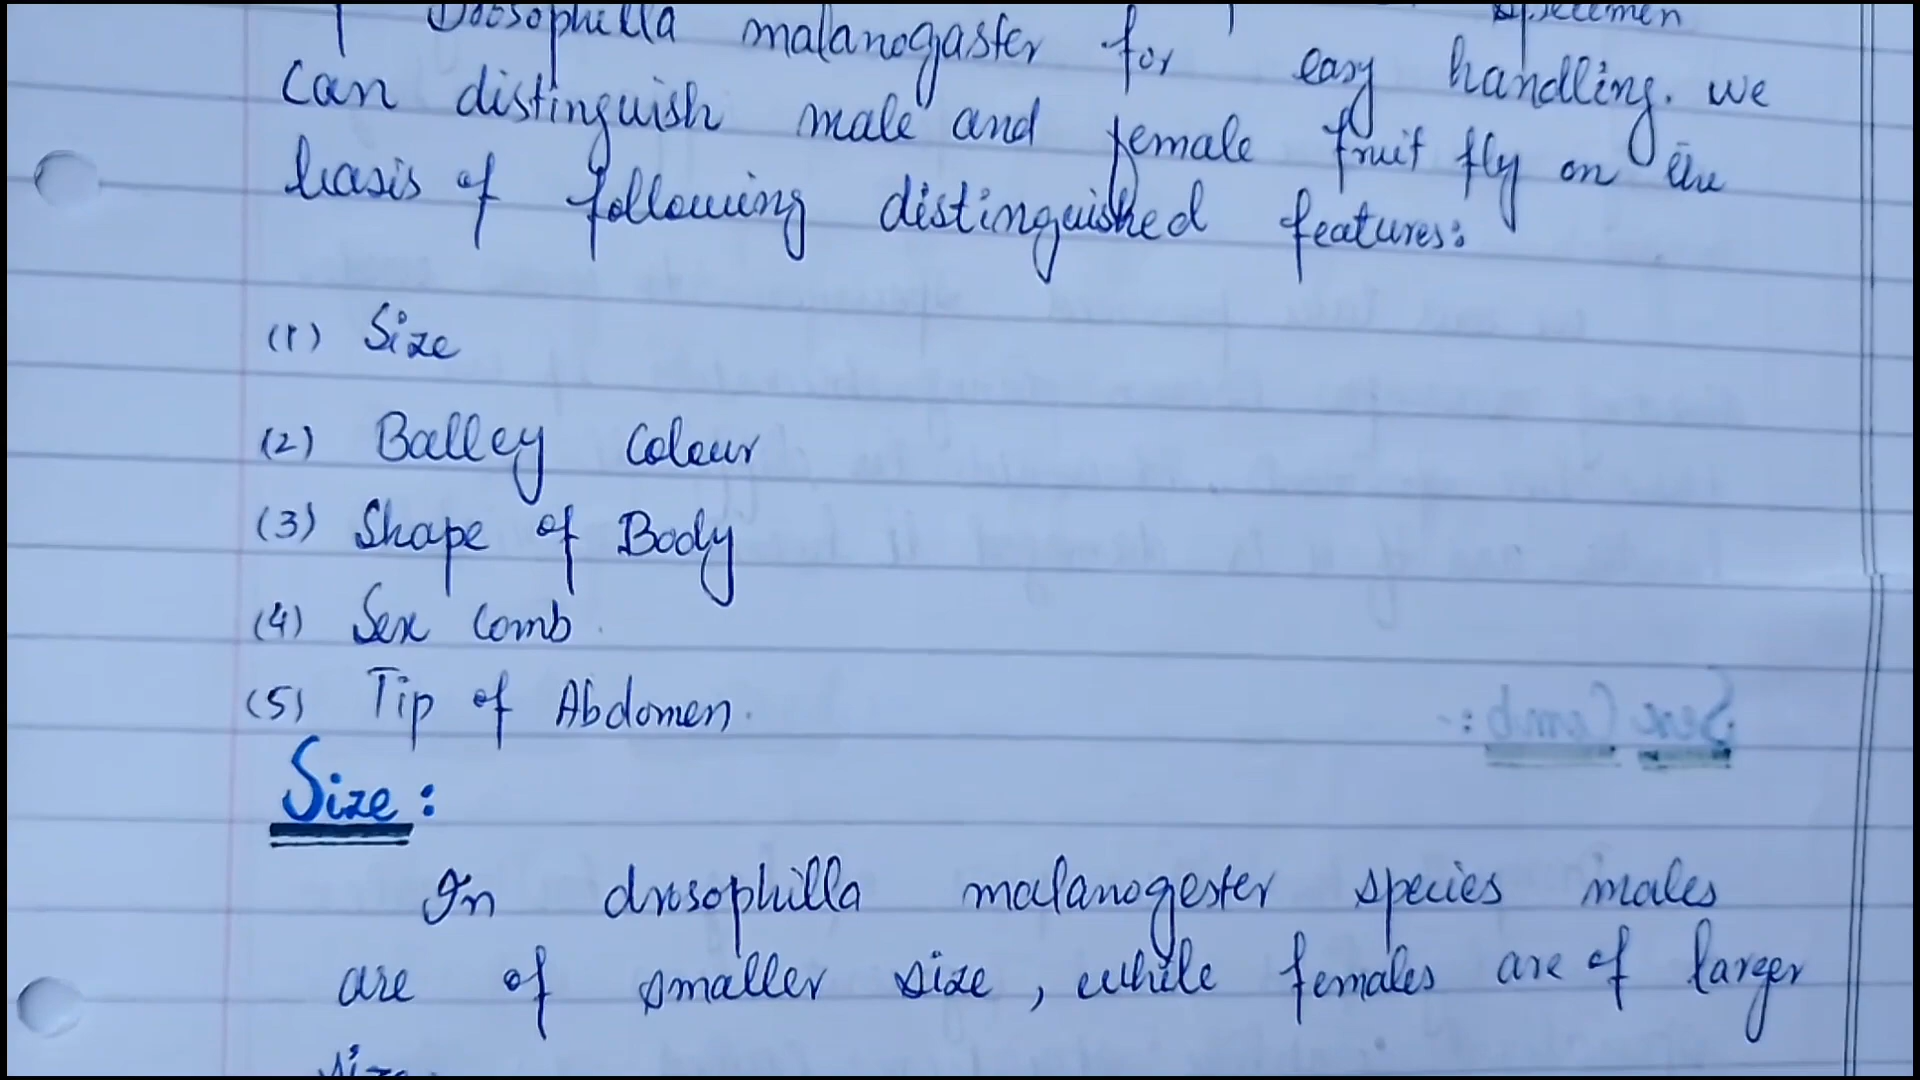 Drosophilla malanogaster for easy handling. we
specimen
can distinguish male and female fruit fly on the
basis of following distinguished features:
(1) Size
(2) Balley Colour
(3) Shape of Body
(4) Sex Comb
(5) Tip of Abdomen.
Size:
In drosophilla malanogester species males
are of smaller size, while females are of larger
size.
Sex Comb:-